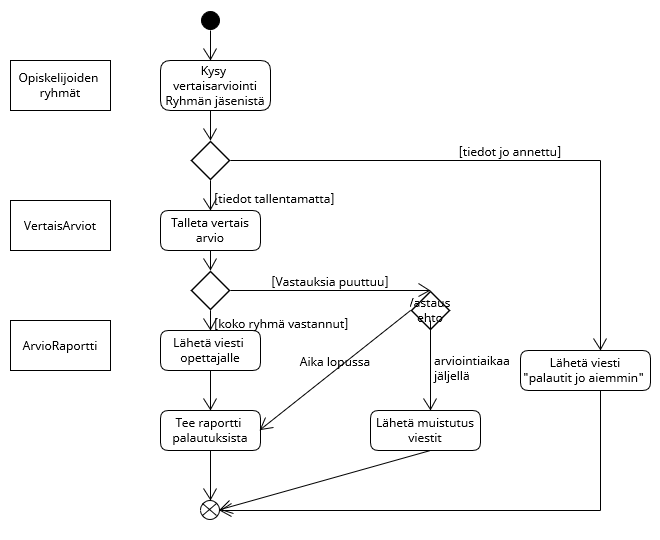 Opiskelijoiden
ryhmät
Kysy
vertaisarviointi
Ryhmän jäsenistä
[tiedot jo annettu]
[tiedot tallentamatta]
VertaisArviot
Talleta vertais
arvio
[Vastauksia puuttuu]
/astaus
ehto
[koko ryhmä vastannut]
ArvioRaportti
Lähetä viesti
opettajalle
Aika lopussa
arviointiaikaa
jäljellä
Lähetä viesti
"palautit jo aiemmin"
Tee raportti
palautuksista
Lähetä muistutus
viestit